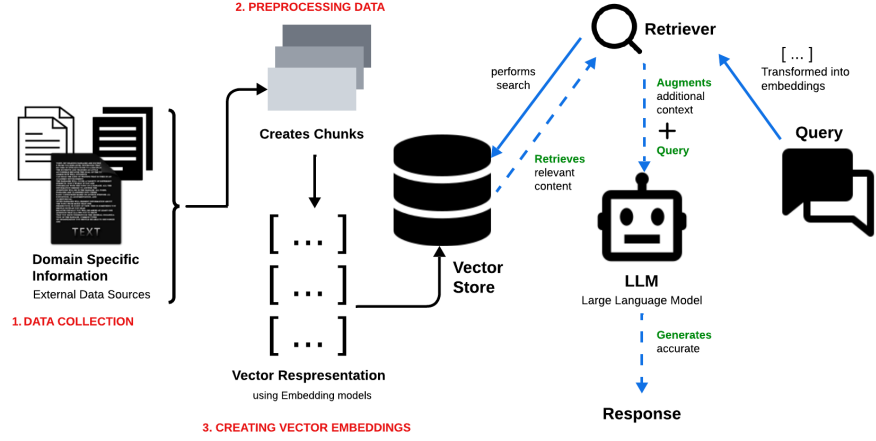 2. PREPROCESSING DATA
Creates Chunks
TEXT
Domain Specific
Information
External Data Sources
1. DATA COLLECTION
[ ... ]
[ ... ]
[ ... ]
Vector Respresentation
using Embedding models
3. CREATING VECTOR EMBEDDINGS
Vector
Store
performs
search
Retrieves
relevant
content
Retriever
Augments
additional
context
+
Query
[ ... ]
Transformed into
embeddings
Query
LLM
Large Language Model
Generates
accurate
Response